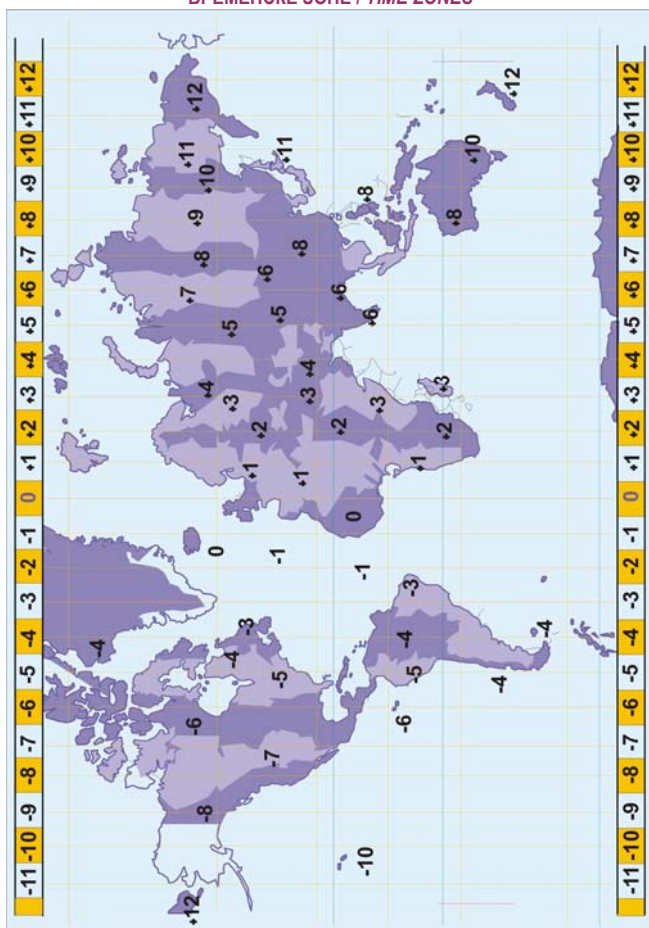 ВРЕМЕНСКЕ ЗОНЕ / TIME ZONES
-11 -10 -9 -8 -7 -6 -5 -4 -3 -2 -1 0 +1 +2 +3 +4 +5 +6 +7 +8 +9 +10 +11 +12
-4
+12 -6 +7 +9 +11 +12
-8 0 +4 +8 +10
-4 +3 +5
-3 +1 +2 +6
-7 -5 -1 +5 +11
+1 +3 +4 +8
0 +2 +6
-10 -1 +6 +8
-6 -5 -4 -3 +1 +3
+2 +3 +8 +10
-4 +12
-4
-11 -10 -9 -8 -7 -6 -5 -4 -3 -2 -1 0 +1 +2 +3 +4 +5 +6 +7 +8 +9 +10 +11 +12